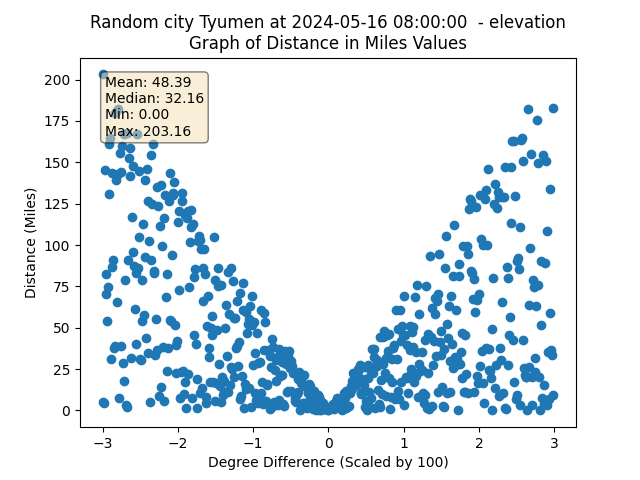 Random city Tyumen at 2024-05-16 08:00:00  - elevation
Graph of Distance in Miles Values
200
175
150
125
100
75
50
25
0
Distance (Miles)
Mean: 48.39
Median: 32.16
Min: 0.00
Max: 203.16
−3
−2
−1
0
1
2
3
Degree Difference (Scaled by 100)